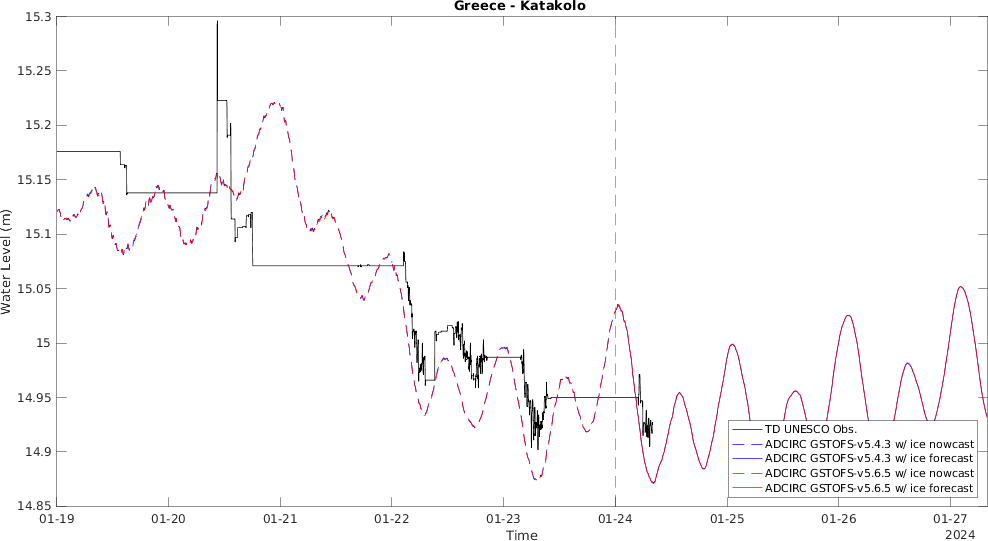 Greece - Katakolo
15.3
15.25
15.2
15.15
15.1
15.05
15
14.95
14.9
14.85
Water Level (m)
01-19 01-20 01-21 01-22 01-23 01-24 01-25 01-26 01-27
Time
2024
TD UNESCO Obs.
ADCIRC GSTOFS-v5.4.3 w/ ice nowcast
ADCIRC GSTOFS-v5.4.3 w/ ice forecast
ADCIRC GSTOFS-v5.6.5 w/ ice nowcast
ADCIRC GSTOFS-v5.6.5 w/ ice forecast